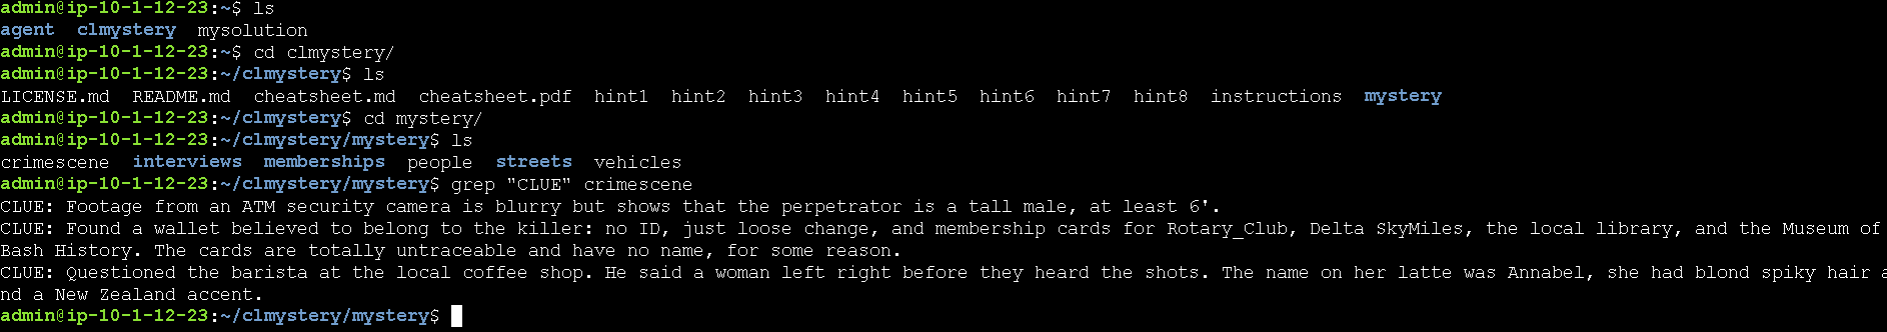 admin@ip-10-1-12-23:~$ ls
agent  clmystery  mysolution
admin@ip-10-1-12-23:~$ cd clmystery/
admin@ip-10-1-12-23:~/clmystery$ ls
LICENSE.md  README.md  cheatsheet.md  cheatsheet.pdf  hint1  hint2  hint3  hint4  hint5  hint6  hint7  hint8  instructions  mystery
admin@ip-10-1-12-23:~/clmystery$ cd mystery/
admin@ip-10-1-12-23:~/clmystery/mystery$ ls
crimescene  interviews  memberships  people  streets  vehicles
admin@ip-10-1-12-23:~/clmystery/mystery$ grep "CLUE" crimescene
CLUE: Footage from an ATM security camera is blurry but shows that the perpetrator is a tall male, at least 6'.
CLUE: Found a wallet believed to belong to the killer: no ID, just loose change, and membership cards for Rotary_Club, Delta SkyMiles, the local library, and the Museum of
Bash History. The cards are totally untraceable and have no name, for some reason.
CLUE: Questioned the barista at the local coffee shop. He said a woman left right before they heard the shots. The name on her latte was Annabel, she had blond spiky hair a
nd a New Zealand accent.
admin@ip-10-1-12-23:~/clmystery/mystery$